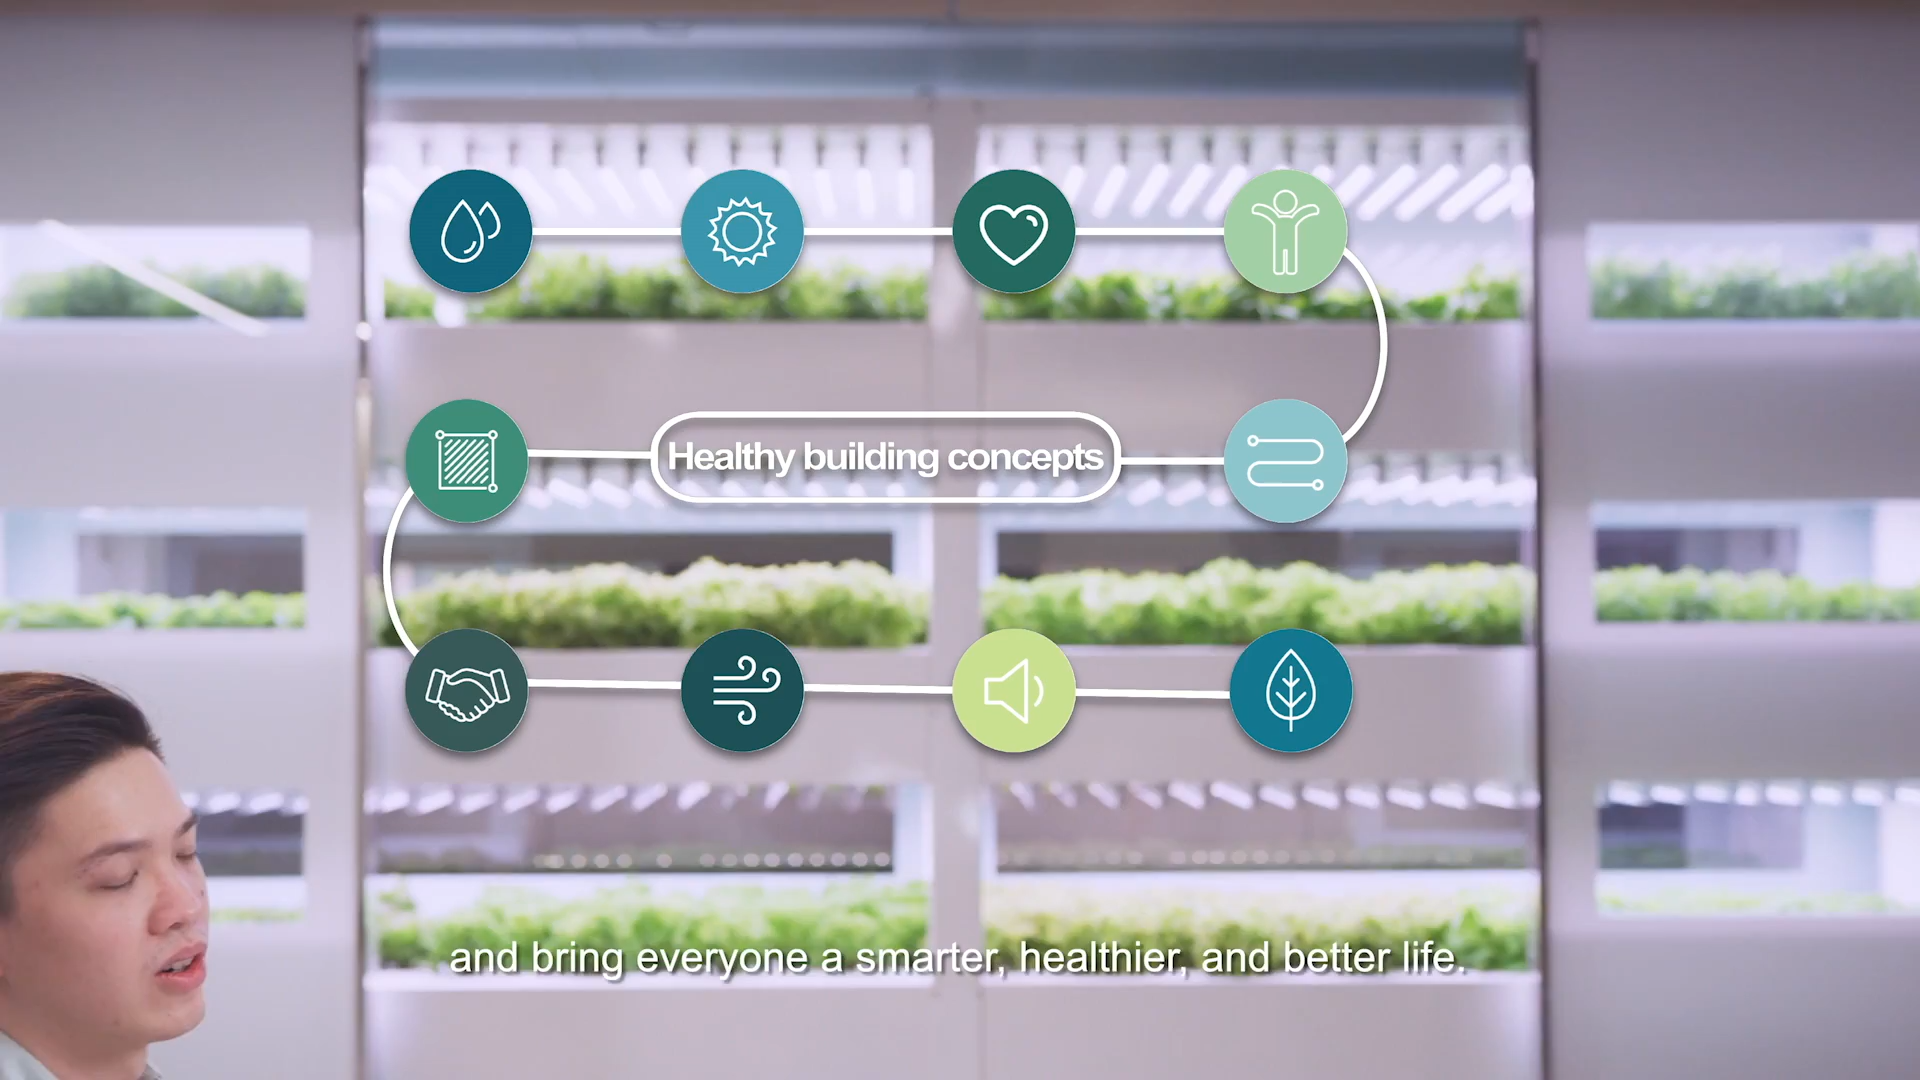 Healthy building concepts
and bring everyone a smarter, healthier, and better life.